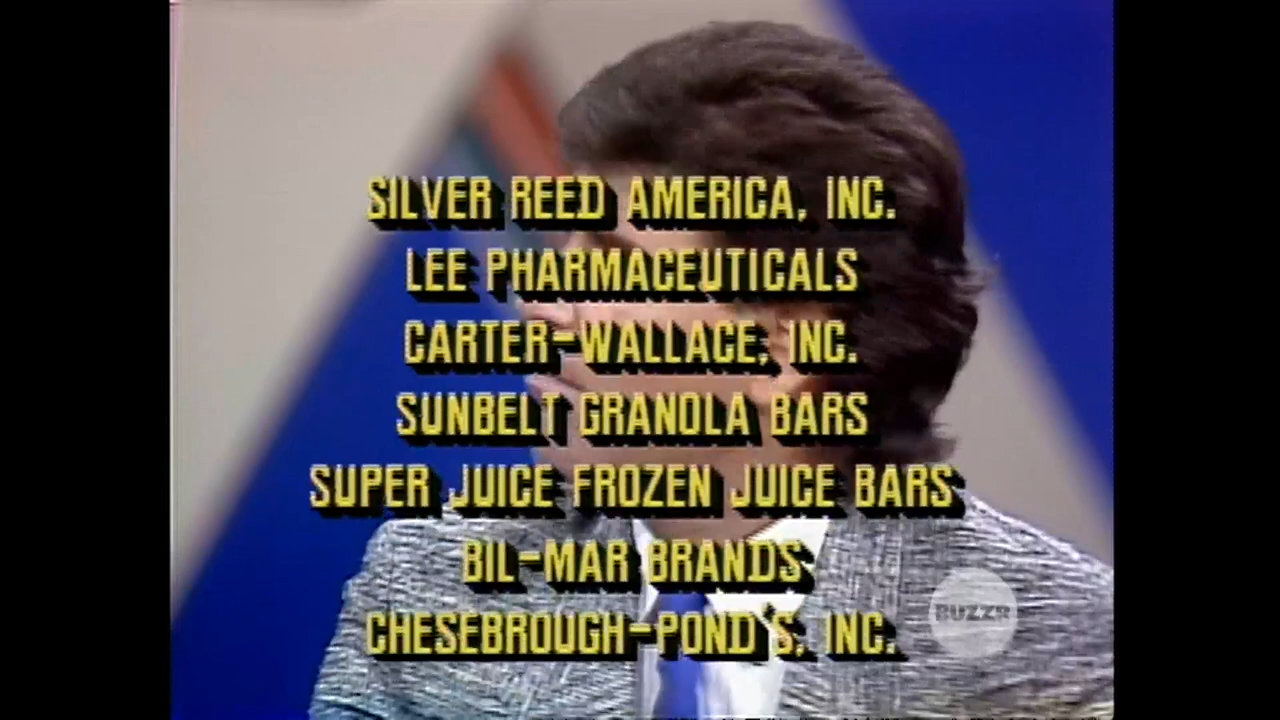 SILVER REED AMERICA, INC.
LEE PHARMACEUTICALS
CARTER-WALLACE, INC.
SUNBELT GRANOLA BARS
SUPER JUICE FROZEN JUICE BARS
BIL-MAR BRANDS
CHESEBROUGH-POND'S, INC.
BUZZR